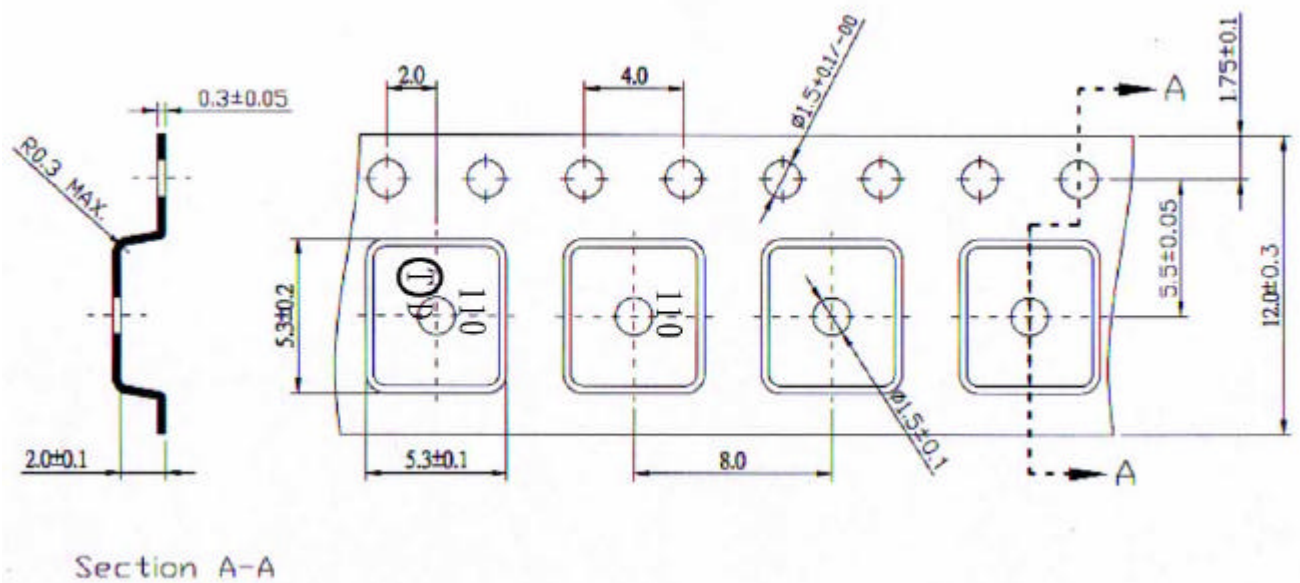 2.0
4.0
ø1.5+0.1/-00
A
1.75±0.1
0.3±0.05
R0.3 MAX.
5.3±0.2
T
110
110
5.5±0.05
12.0±0.3
ø1.5±0.1
2.0±0.1
5.3±0.1
8.0
A
Section A-A